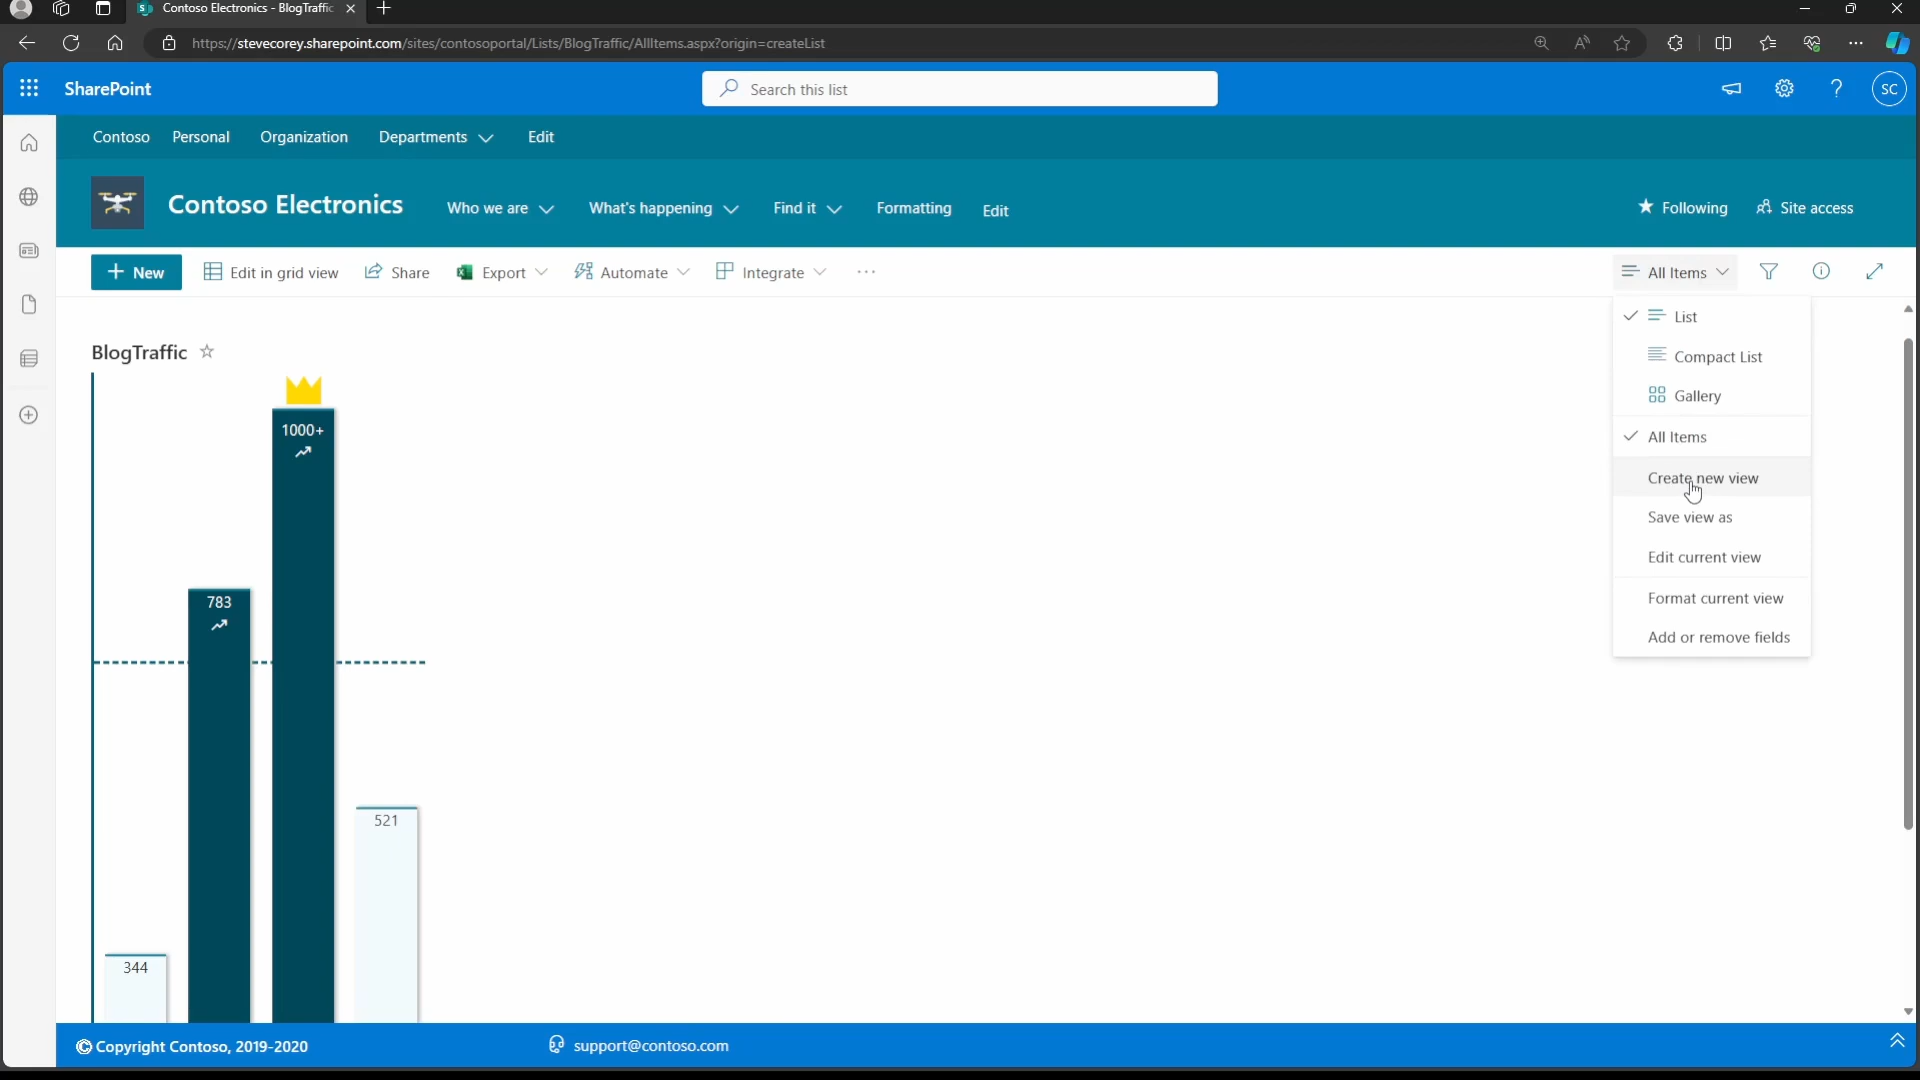 Contoso Electronics - BlogTraffic
https://stevecorey.sharepoint.com/sites/contosoportal/Lists/BlogTraffic/AllItems.aspx?origin=createList
SharePoint
Search this list
SC
Contoso Personal Organization Departments Edit
Contoso Electronics
Who we are What's happening Find it Formatting Edit
Following Site access
New Edit in grid view Share Export Automate Integrate
All Items
List
Compact List
Gallery
All Items
Create new view
Save view as
Edit current view
Format current view
Add or remove fields
BlogTraffic
1000+
783
521
344
© Copyright Contoso, 2019-2020
support@contoso.com